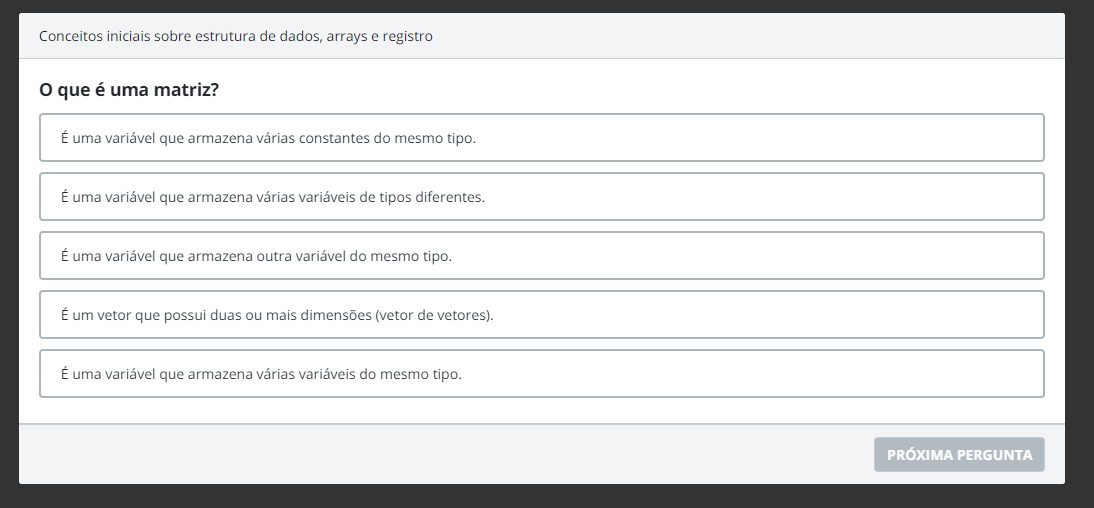 Conceitos iniciais sobre estrutura de dados, arrays e registro
O que é uma matriz?
É uma variável que armazena várias constantes do mesmo tipo.
É uma variável que armazena várias variáveis de tipos diferentes.
É uma variável que armazena outra variável do mesmo tipo.
É um vetor que possui duas ou mais dimensões (vetor de vetores).
É uma variável que armazena várias variáveis do mesmo tipo.
PRÓXIMA PERGUNTA